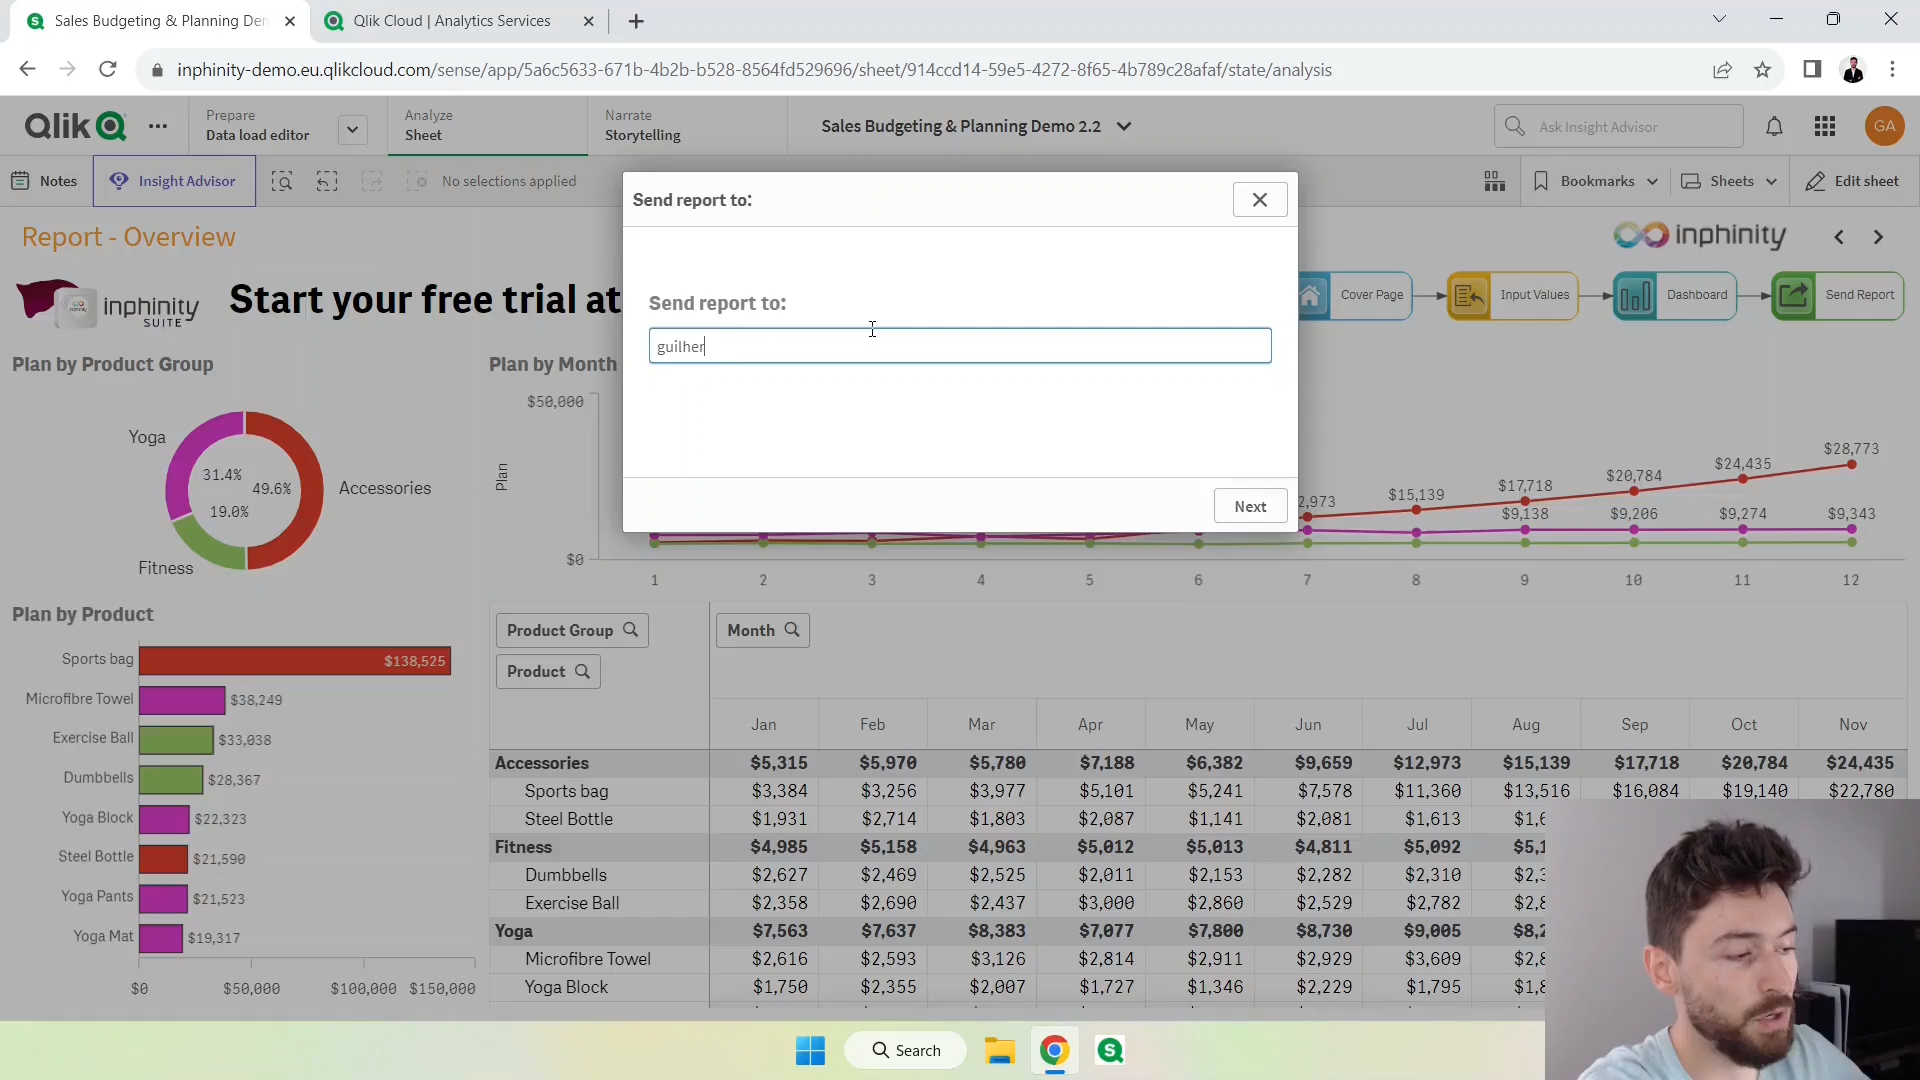 Sales Budgeting & Planning Den
Qlik Cloud | Analytics Services
inphinity-demo.eu.qlikcloud.com/sense/app/5a6c5633-671b-4b2b-b528-8564fd529696/sheet/914ccd14-59e5-4272-8f65-4b789c28afaf/state/analysis
Qlik
Prepare
Data load editor
Analyze
Sheet
Narrate
Storytelling
Sales Budgeting & Planning Demo 2.2
Ask Insight Advisor
GA
Notes
Insight Advisor
No selections applied
Bookmarks
Sheets
Edit sheet
Send report to:
Report - Overview
inphinity
inphinity
SUITE
Start your free trial at
Cover Page
Input Values
Dashboard
Send Report
Send report to:
guilher
Next
Plan by Product Group
Yoga
31.4%
49.6%
Accessories
19.0%
Fitness
Plan by Month
$50,000
Plan
$0
2,973
$15,139
$17,718
$20,784
$24,435
$28,773
$9,138
$9,206
$9,274
$9,343
1 2 3 4 5 6 7 8 9 10 11 12
Plan by Product
Sports bag $138,525
Microfibre Towel $38,249
Exercise Ball $33,038
Dumbbells $28,367
Yoga Block $22,323
Steel Bottle $21,590
Yoga Pants $21,523
Yoga Mat $19,317
$0 $50,000 $100,000 $150,000
Product Group
Month
Product
Jan Feb Mar Apr May Jun Jul Aug Sep Oct Nov
Accessories $5,315 $5,970 $5,780 $7,188 $6,382 $9,659 $12,973 $15,139 $17,718 $20,784 $24,435
Sports bag $3,384 $3,256 $3,977 $5,101 $5,241 $7,578 $11,360 $13,516 $16,084 $19,140 $22,780
Steel Bottle $1,931 $2,714 $1,803 $2,087 $1,141 $2,081 $1,613 $1,6
Fitness $4,985 $5,158 $4,963 $5,012 $5,013 $4,811 $5,092 $5,1
Dumbbells $2,627 $2,469 $2,525 $2,011 $2,153 $2,282 $2,310 $2,3
Exercise Ball $2,358 $2,690 $2,437 $3,000 $2,860 $2,529 $2,782 $2,8
Yoga $7,563 $7,637 $8,383 $7,077 $7,800 $8,730 $9,005 $8,2
Microfibre Towel $2,616 $2,593 $3,126 $2,814 $2,911 $2,929 $3,609 $2,8
Yoga Block $1,750 $2,355 $2,007 $1,727 $1,346 $2,229 $1,795 $1,8
Search